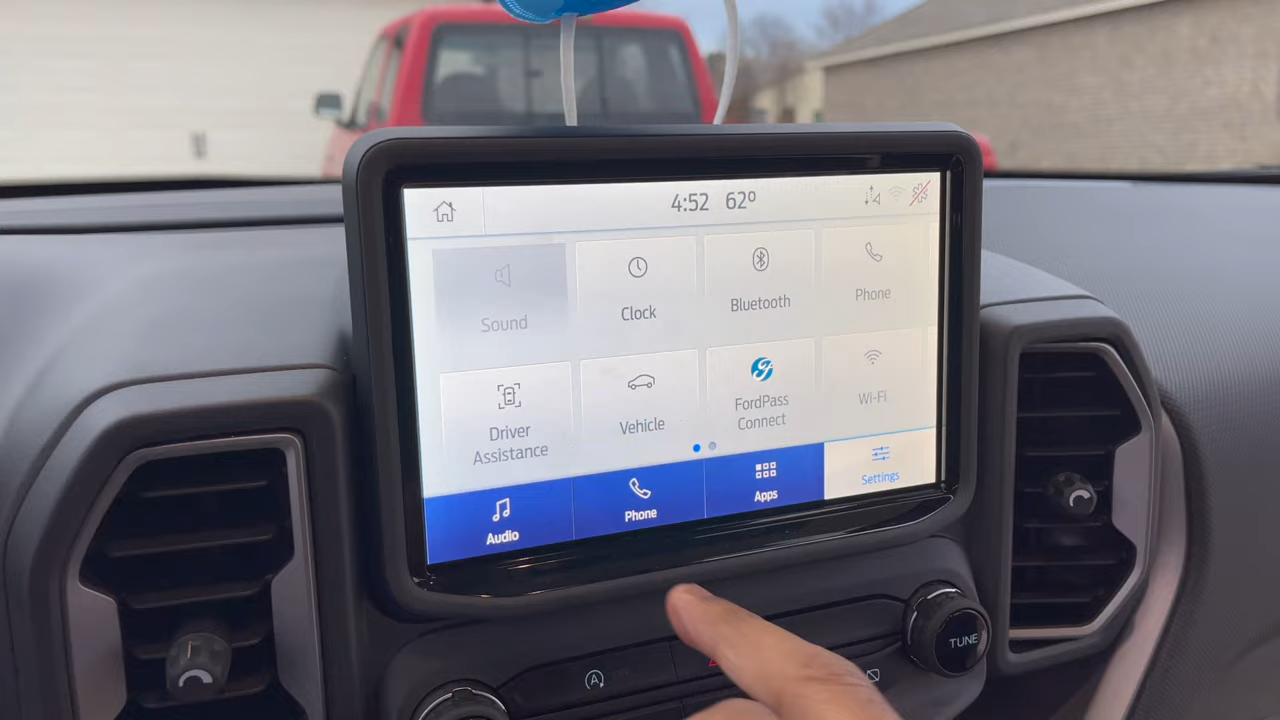 4:52 62°
Sound
Clock
Bluetooth
Phone
Driver
Assistance
Vehicle
FordPass
Connect
Wi-Fi
Audio
Phone
Apps
Settings
TUNE